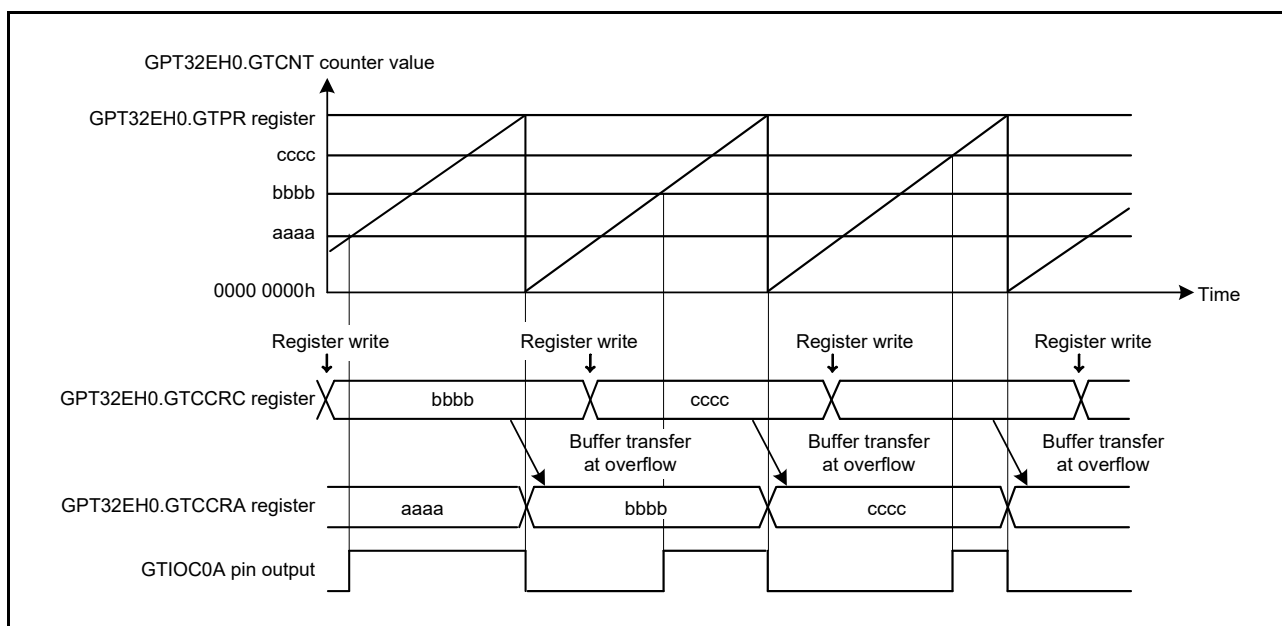 GPT32EH0.GTCNT counter value
GPT32EH0.GTPR register
cccc
bbbb
aaaa
0000 0000h
Time
Register write
Register write
Register write
Register write
GPT32EH0.GTCCRC register
bbbb
cccc
Buffer transfer
at overflow
Buffer transfer
at overflow
Buffer transfer
at overflow
GPT32EH0.GTCCRA register
aaaa
bbbb
cccc
GTIOC0A pin output